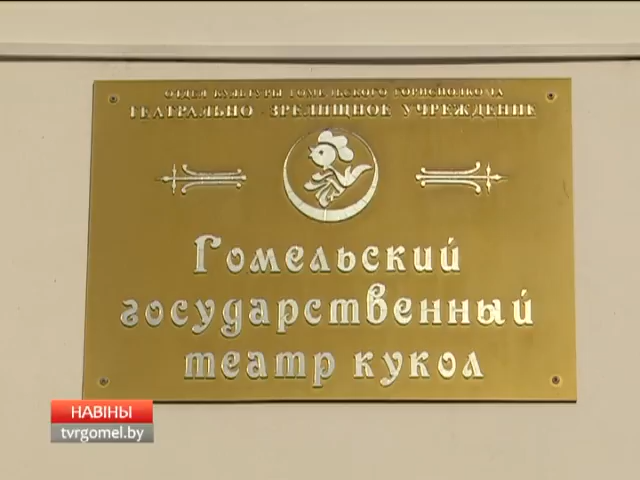 ОТДЕЛ КУЛЬТУРЫ ГОМЕЛЬСКОГО ГОРИСПОЛКОМА
ТЕАТРАЛЬНО-ЗРЕЛИЩНОЕ УЧРЕЖДЕНИЕ
Гомельский
государственный
театр кукол
НАВІНЫ
tvrgomel.by